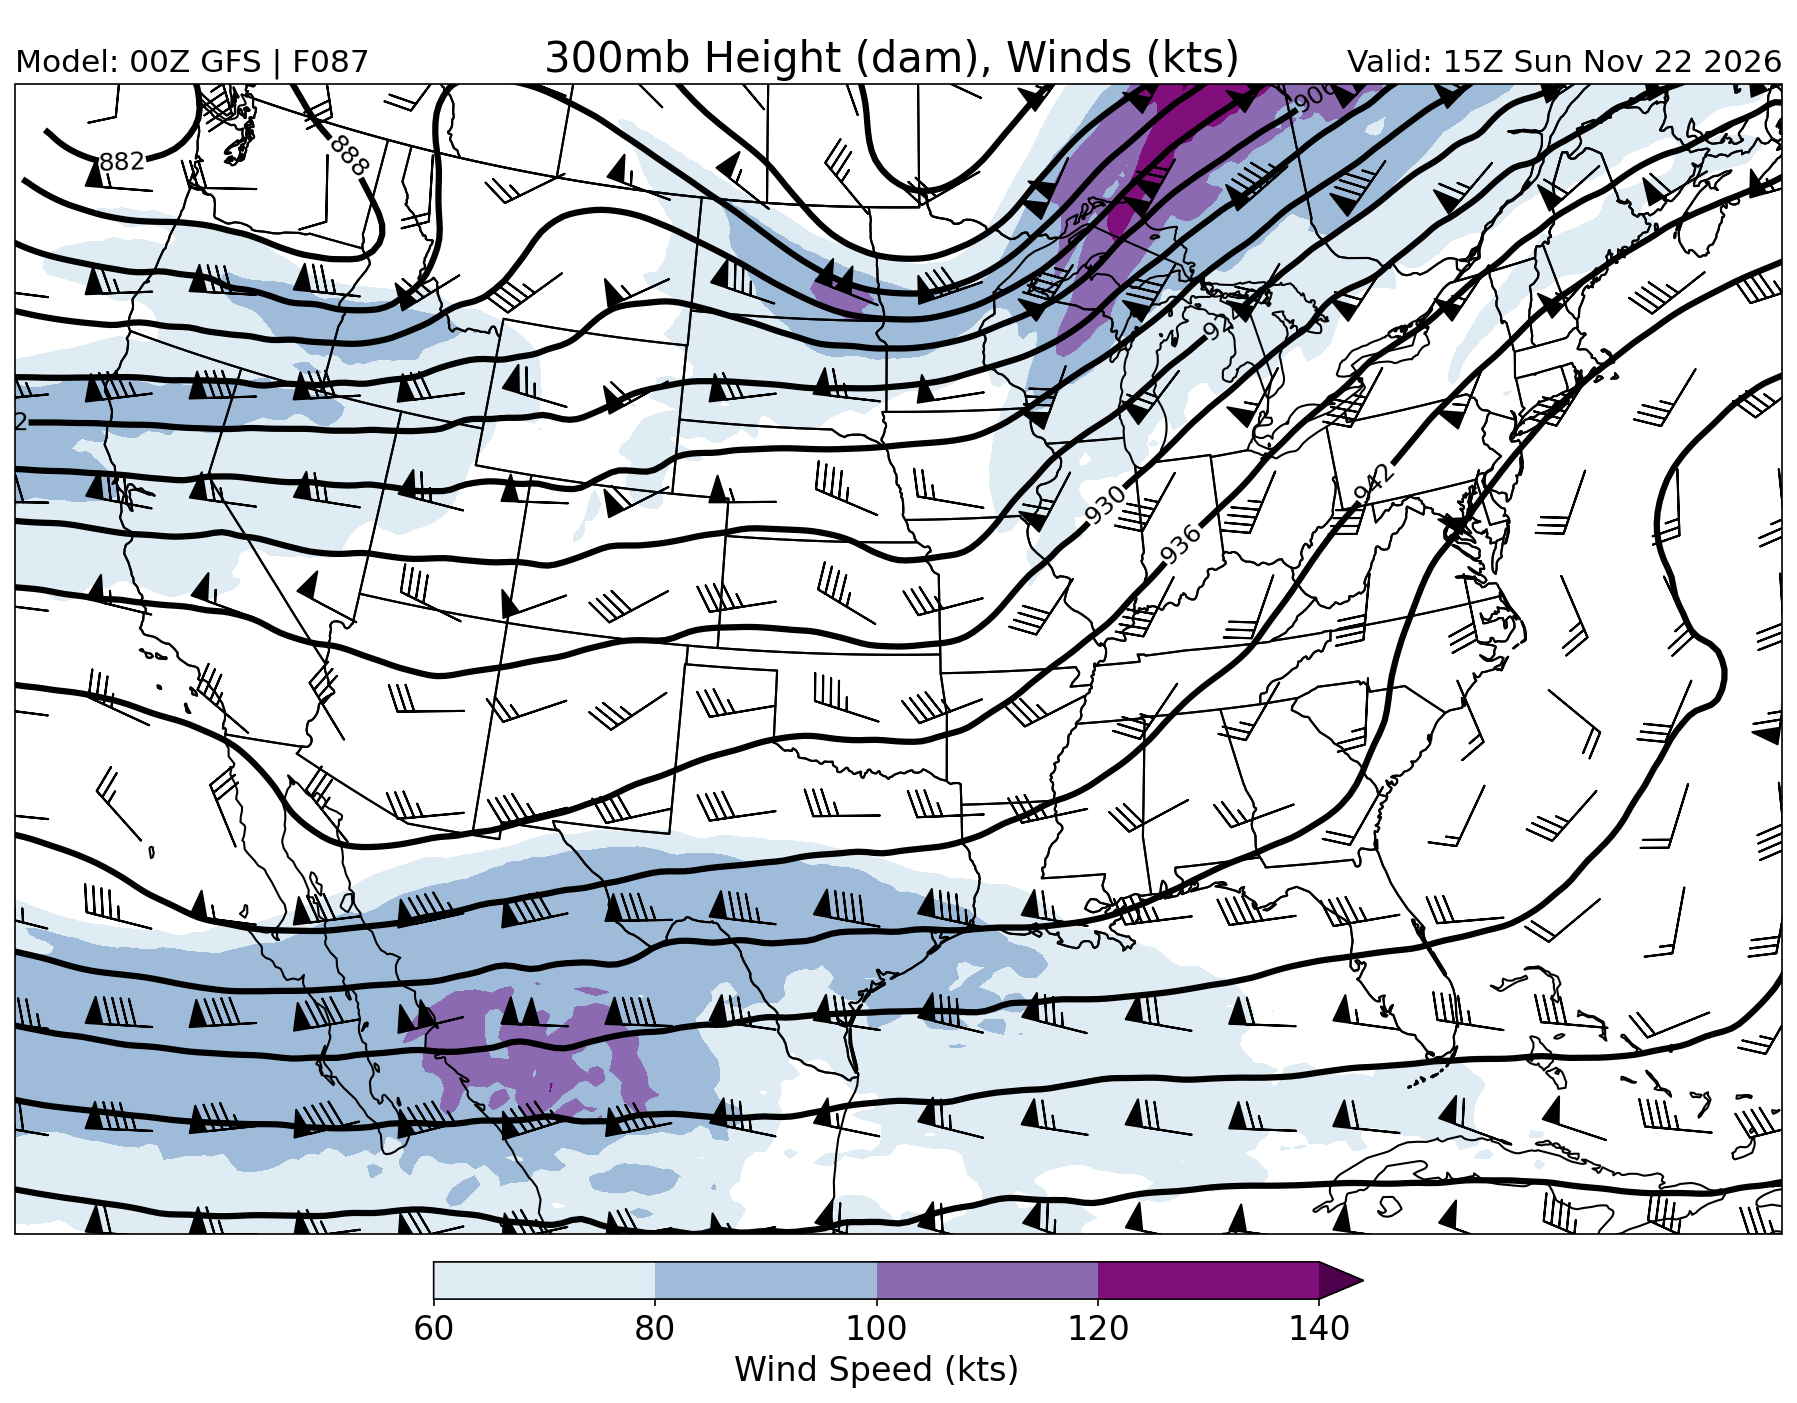 Model: 00Z GFS | F087
300mb Height (dam), Winds (kts)
Valid: 15Z Sun Nov 22 2026
906
882
888
930
942
936
60 80 100 120 140
Wind Speed (kts)